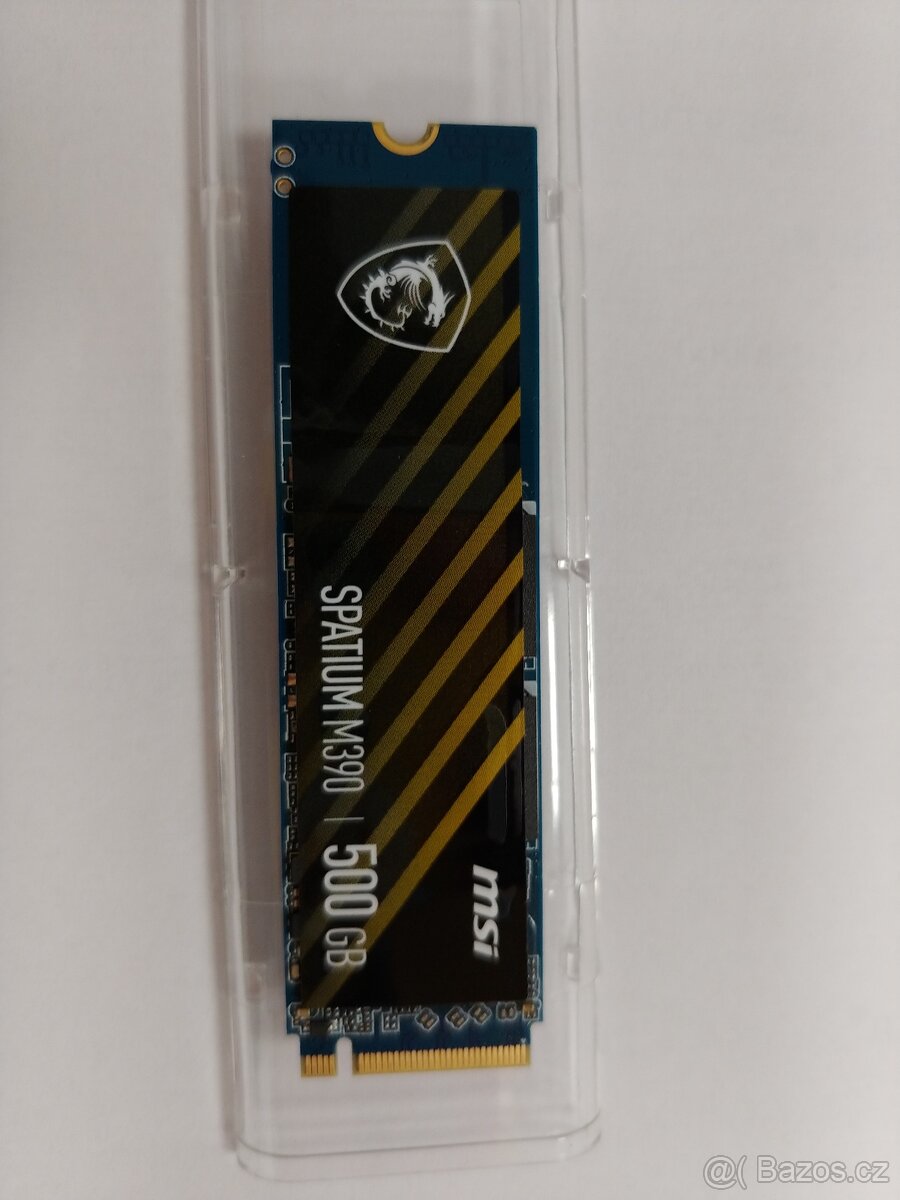 SPATIUM M390 | 500 GB
msi
@( Bazos.cz